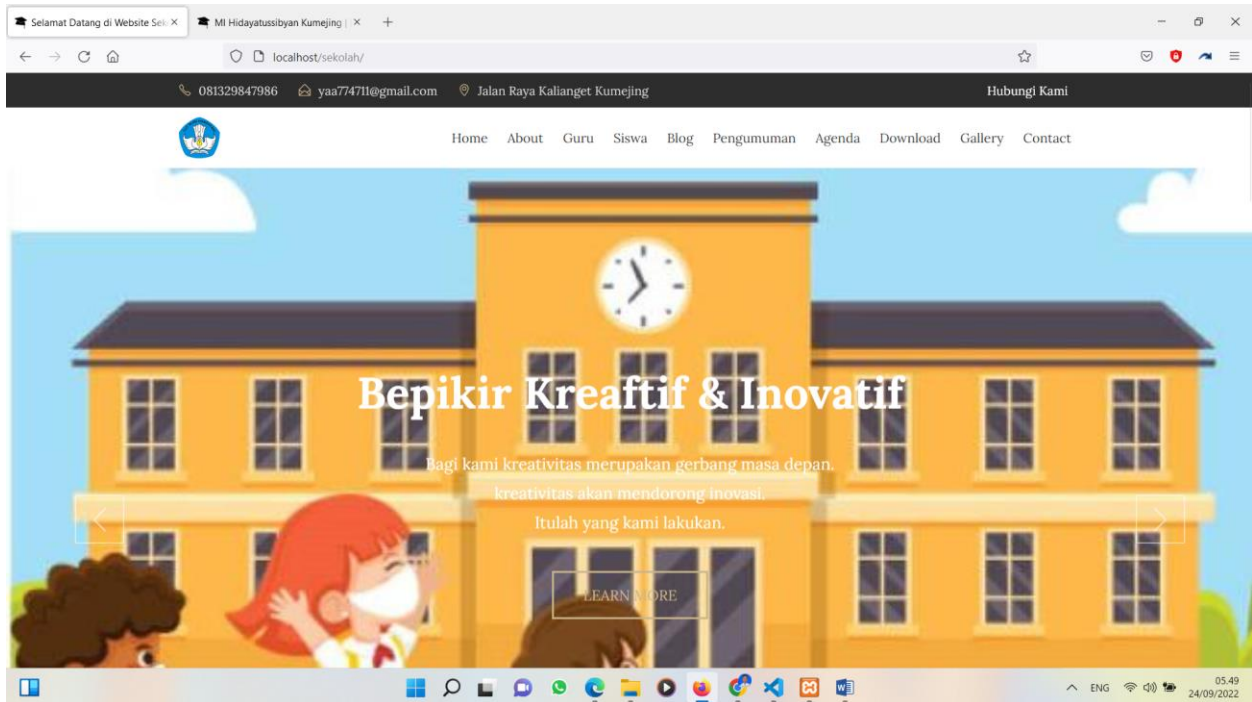 Selamat Datang di Website Sek
MI Hidayatussibyan Kumejing |
localhost/sekolah/
081329847986 yaa774711@gmail.com Jalan Raya Kalianget Kumejing Hubungi Kami
Home About Guru Siswa Blog Pengumuman Agenda Download Gallery Contact
Bepikir Kreaftif & Inovatif
Bagi kami kreativitas merupakan gerbang masa depan.
kreativitas akan mendorong inovasi.
Itulah yang kami lakukan.
LEARN MORE
ENG
05.49
24/09/2022